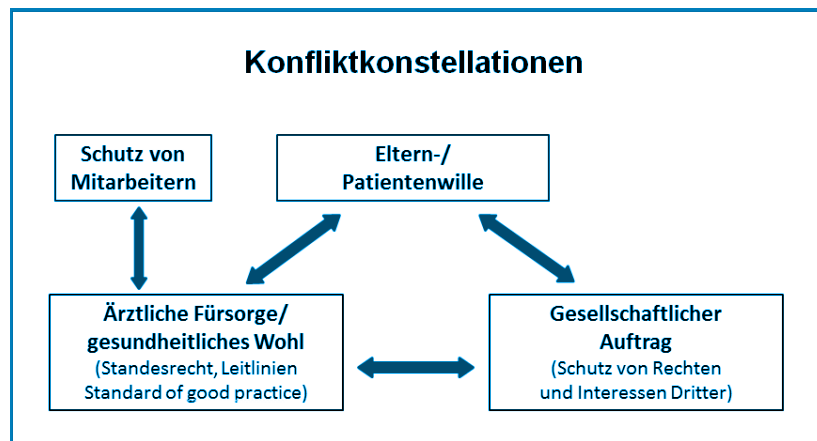 Konfliktkonstellationen
Schutz von
Mitarbeitern
Eltern-/
Patientenwille
Ärztliche Fürsorge/
gesundheitliches Wohl
(Standesrecht, Leitlinien
Standard of good practice)
Gesellschaftlicher
Auftrag
(Schutz von Rechten
und Interessen Dritter)